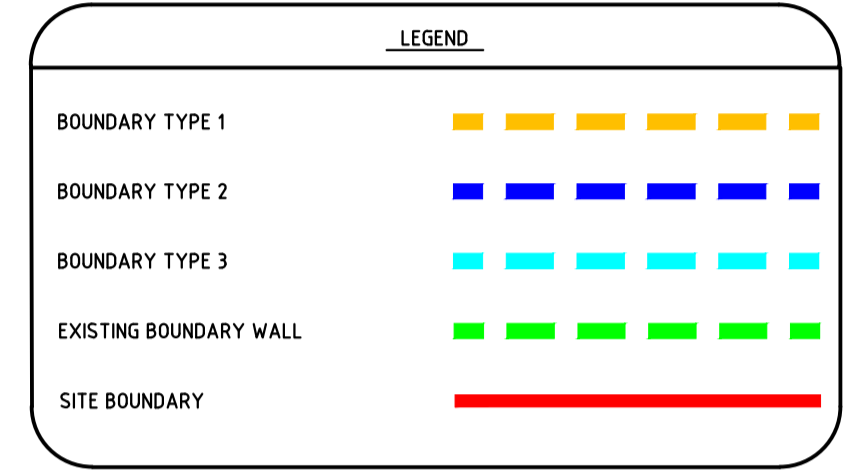 LEGEND
BOUNDARY TYPE 1
BOUNDARY TYPE 2
BOUNDARY TYPE 3
EXISTING BOUNDARY WALL
SITE BOUNDARY